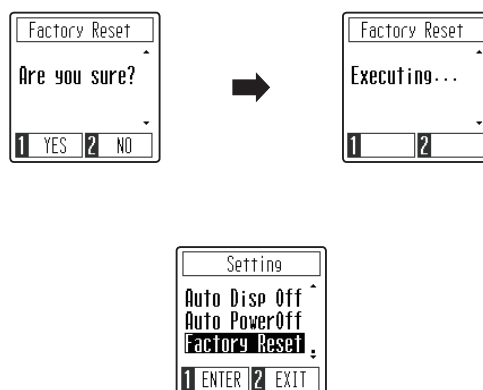 Factory Reset
Are you sure?
1 YES 2 NO
Factory Reset
Executing···
1 2
Setting
Auto Disp Off
Auto PowerOff
Factory Reset
1 ENTER 2 EXIT